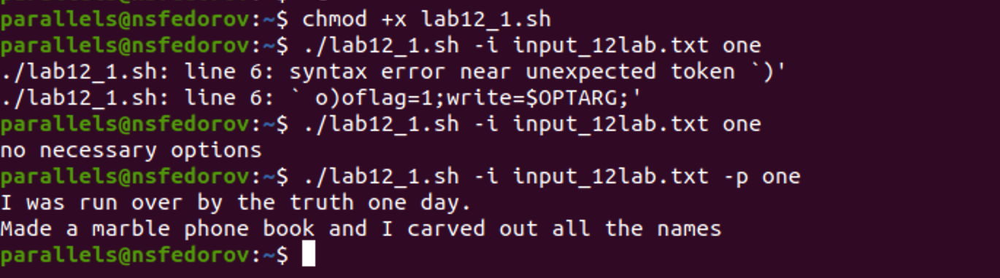 parallels@nsfedorov:~$ chmod +x lab12_1.sh
parallels@nsfedorov:~$ ./lab12_1.sh -i input_12lab.txt one
./lab12_1.sh: line 6: syntax error near unexpected token `)'
./lab12_1.sh: line 6: ` o)oflag=1;write=$OPTARG;'
parallels@nsfedorov:~$ ./lab12_1.sh -i input_12lab.txt one
no necessary options
parallels@nsfedorov:~$ ./lab12_1.sh -i input_12lab.txt -p one
I was run over by the truth one day.
Made a marble phone book and I carved out all the names
parallels@nsfedorov:~$